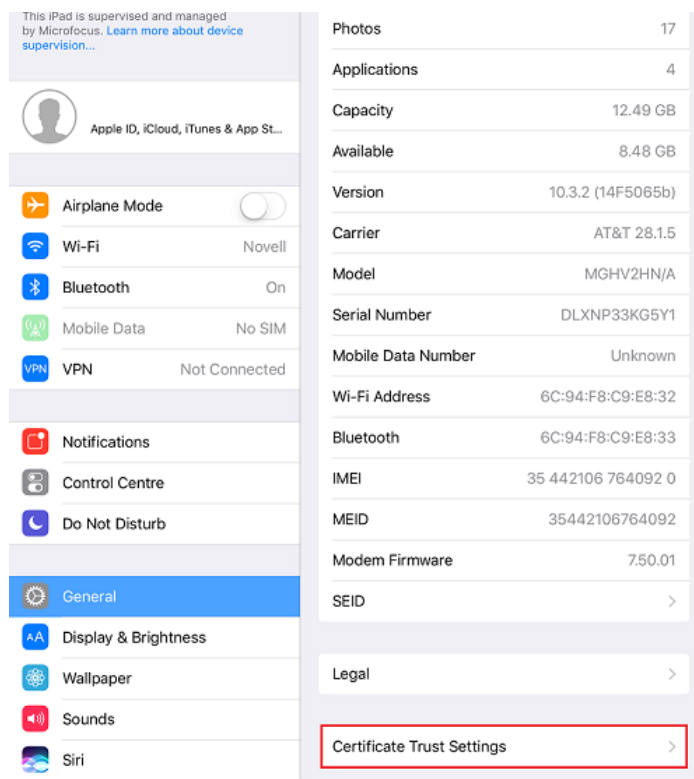 This iPad is supervised and managed
by Microfocus. Learn more about device
supervision...
Apple ID, iCloud, iTunes & App St...
Airplane Mode
Wi-Fi Novell
Bluetooth On
Mobile Data No SIM
VPN VPN Not Connected
Notifications
Control Centre
Do Not Disturb
General
AA Display & Brightness
Wallpaper
Sounds
Siri
Photos 17
Applications 4
Capacity 12.49 GB
Available 8.48 GB
Version 10.3.2 (14F5065b)
Carrier AT&T 28.1.5
Model MGHV2HN/A
Serial Number DLXNP33KG5Y1
Mobile Data Number Unknown
Wi-Fi Address 6C:94:F8:C9:E8:32
Bluetooth 6C:94:F8:C9:E8:33
IMEI 35 442106 764092 0
MEID 35442106764092
Modem Firmware 7.50.01
SEID
Legal
Certificate Trust Settings